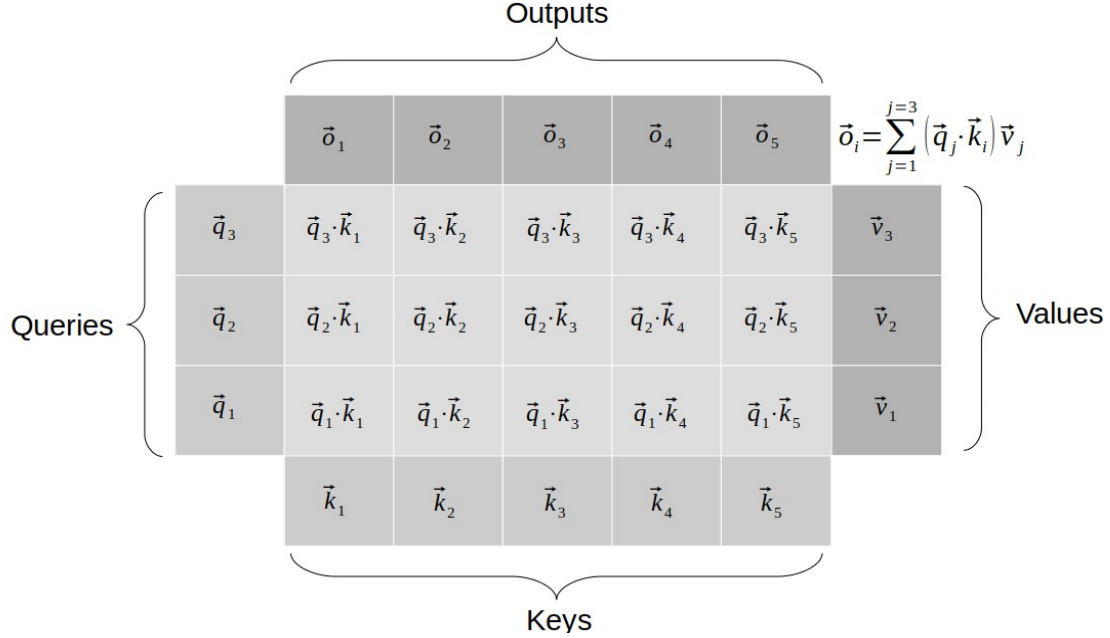 Outputs
o⃗₁ o⃗₂ o⃗₃ o⃗₄ o⃗₅ o⃗ᵢ=∑ⱼ₌₁ʲ⁼³(q⃗ⱼ·k⃗ᵢ)v⃗ⱼ
q⃗₃ q⃗₃·k⃗₁ q⃗₃·k⃗₂ q⃗₃·k⃗₃ q⃗₃·k⃗₄ q⃗₃·k⃗₅ v⃗₃
Queries q⃗₂ q⃗₂·k⃗₁ q⃗₂·k⃗₂ q⃗₂·k⃗₃ q⃗₂·k⃗₄ q⃗₂·k⃗₅ v⃗₂ Values
q⃗₁ q⃗₁·k⃗₁ q⃗₁·k⃗₂ q⃗₁·k⃗₃ q⃗₁·k⃗₄ q⃗₁·k⃗₅ v⃗₁
k⃗₁ k⃗₂ k⃗₃ k⃗₄ k⃗₅
Keys